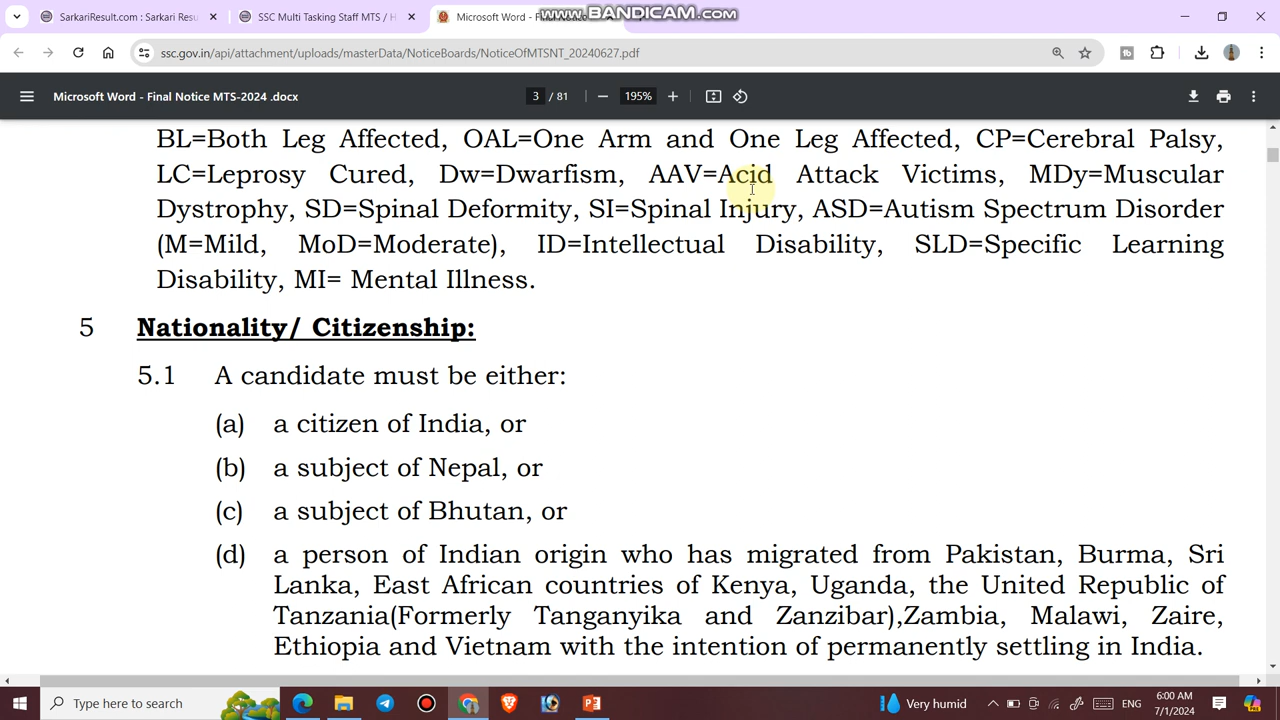 SarkariResult.com : Sarkari Resu
SSC Multi Tasking Staff MTS / H
Microsoft Word - Final Notice
www.BANDICAM.com
ssc.gov.in/api/attachment/uploads/masterData/NoticeBoards/NoticeOfMTSNT_20240627.pdf
Microsoft Word - Final Notice MTS-2024 .docx
3 / 81
195%
BL=Both Leg Affected, OAL=One Arm and One Leg Affected, CP=Cerebral Palsy,
LC=Leprosy Cured, Dw=Dwarfism, AAV=Acid Attack Victims, MDy=Muscular
Dystrophy, SD=Spinal Deformity, SI=Spinal Injury, ASD=Autism Spectrum Disorder
(M=Mild, MoD=Moderate), ID=Intellectual Disability, SLD=Specific Learning
Disability, MI= Mental Illness.
5 Nationality/ Citizenship:
5.1 A candidate must be either:
(a) a citizen of India, or
(b) a subject of Nepal, or
(c) a subject of Bhutan, or
(d) a person of Indian origin who has migrated from Pakistan, Burma, Sri
Lanka, East African countries of Kenya, Uganda, the United Republic of
Tanzania(Formerly Tanganyika and Zanzibar),Zambia, Malawi, Zaire,
Ethiopia and Vietnam with the intention of permanently settling in India.
Type here to search
Very humid
ENG
6:00 AM
7/1/2024